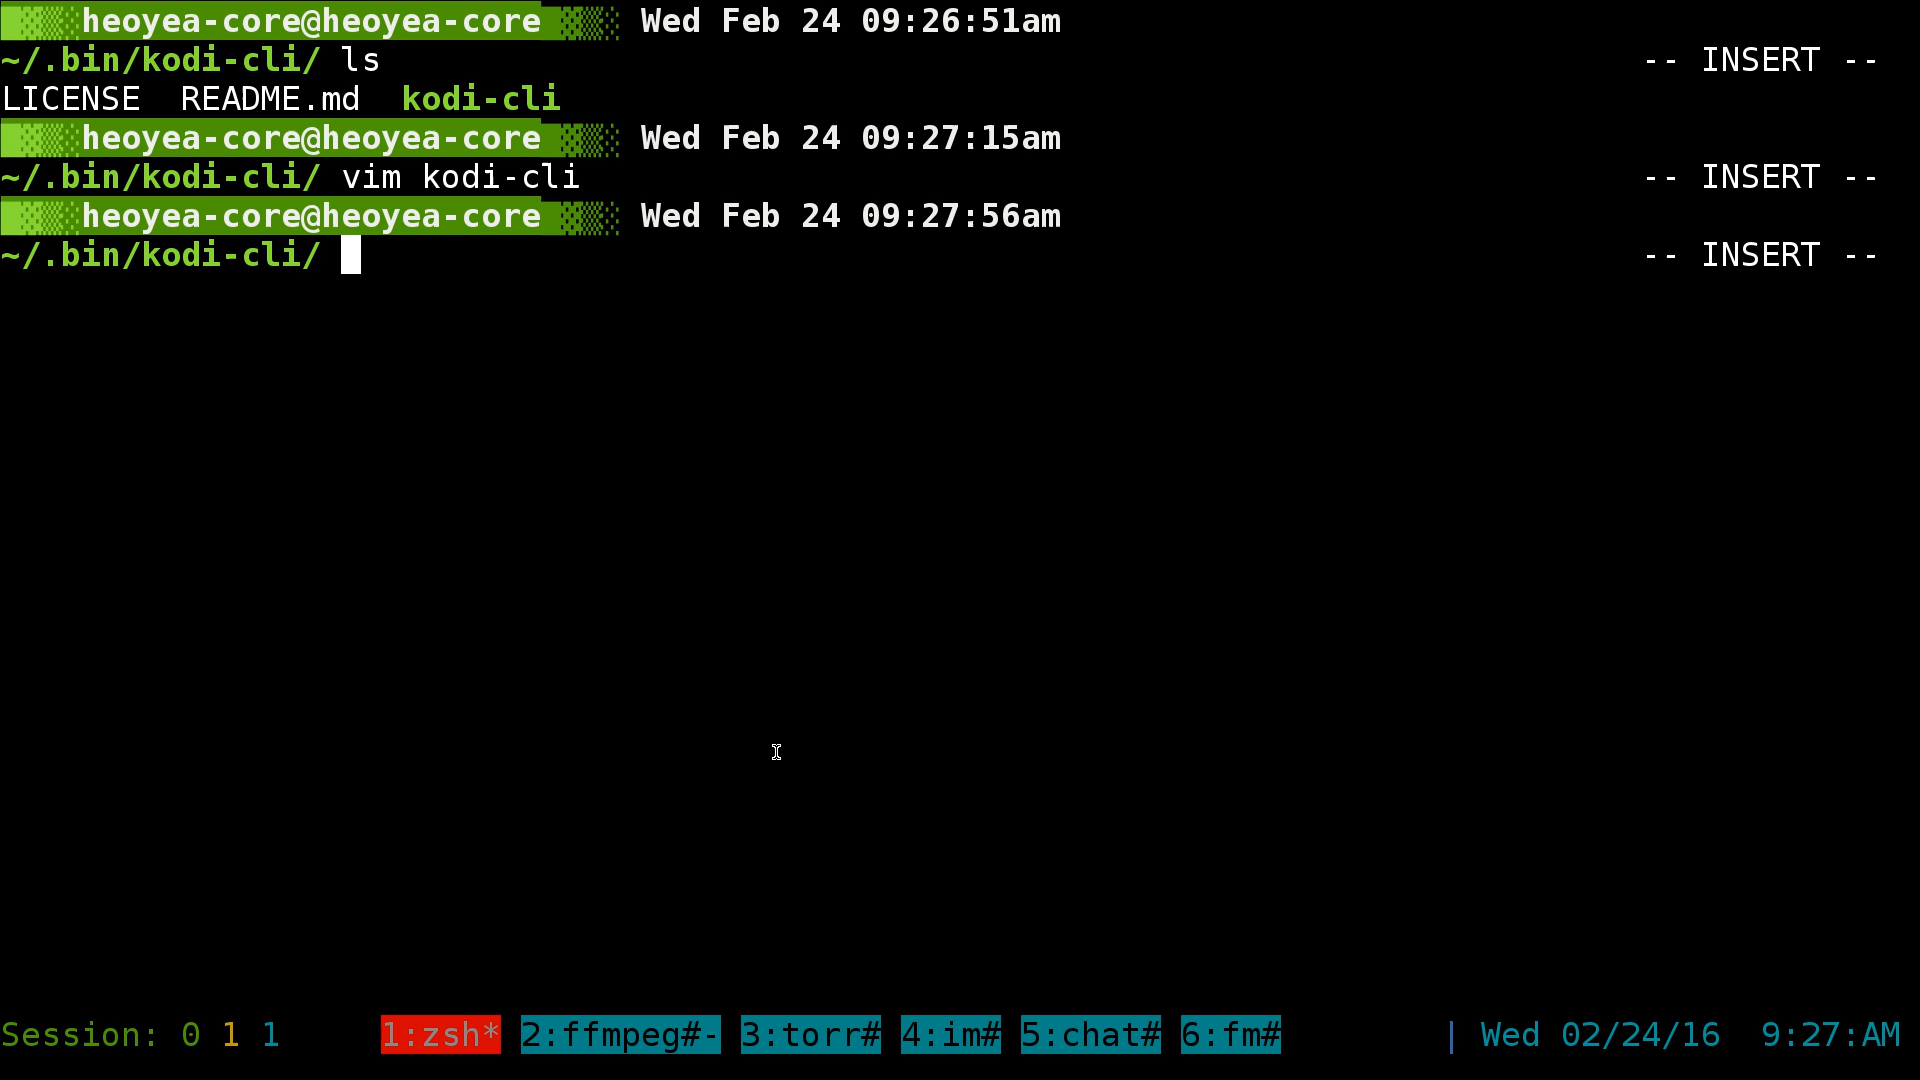 heoyea-core@heoyea-core Wed Feb 24 09:26:51am
~/.bin/kodi-cli/ ls -- INSERT --
LICENSE README.md kodi-cli
heoyea-core@heoyea-core Wed Feb 24 09:27:15am
~/.bin/kodi-cli/ vim kodi-cli -- INSERT --
heoyea-core@heoyea-core Wed Feb 24 09:27:56am
~/.bin/kodi-cli/ -- INSERT --
Session: 0 1 1 1:zsh* 2:ffmpeg#- 3:torr# 4:im# 5:chat# 6:fm# | Wed 02/24/16 9:27:AM